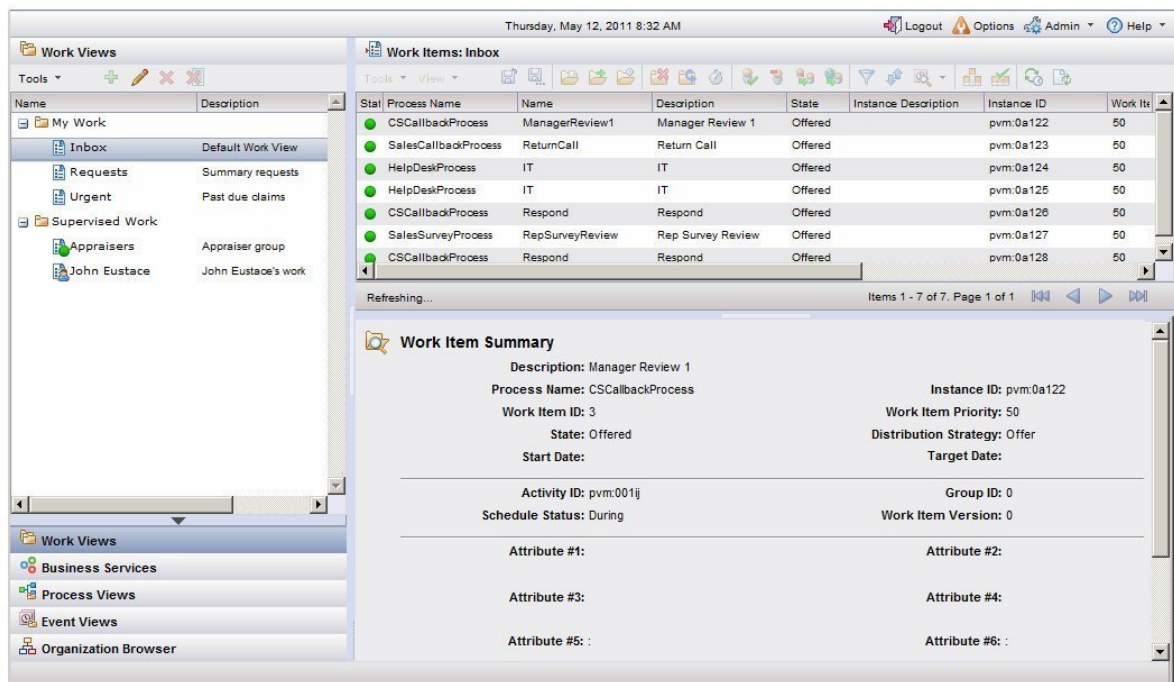 Thursday, May 12, 2011 8:32 AM Logout Options Admin Help
Work Views
Tools
Name Description
My Work
Inbox Default Work View
Requests Summary requests
Urgent Past due claims
Supervised Work
Appraisers Appraiser group
John Eustace John Eustace's work
Work Views
Business Services
Process Views
Event Views
Organization Browser
Work Items: Inbox
Tools View
Stat Process Name Name Description State Instance Description Instance ID Work Ite
CSCallbackProcess ManagerReview1 Manager Review 1 Offered pvm:0a122 50
SalesCallbackProcess ReturnCall Return Call Offered pvm:0a123 50
HelpDeskProcess IT IT Offered pvm:0a124 50
HelpDeskProcess IT IT Offered pvm:0a125 50
CSCallbackProcess Respond Respond Offered pvm:0a126 50
SalesSurveyProcess RepSurveyReview Rep Survey Review Offered pvm:0a127 50
CSCallbackProcess Respond Respond Offered pvm:0a128 50
Refreshing... Items 1 - 7 of 7. Page 1 of 1
Work Item Summary
Description: Manager Review 1
Process Name: CSCallbackProcess Instance ID: pvm:0a122
Work Item ID: 3 Work Item Priority: 50
State: Offered Distribution Strategy: Offer
Start Date: Target Date:
Activity ID: pvm:001ij Group ID: 0
Schedule Status: During Work Item Version: 0
Attribute #1: Attribute #2:
Attribute #3: Attribute #4:
Attribute #5: : Attribute #6: :